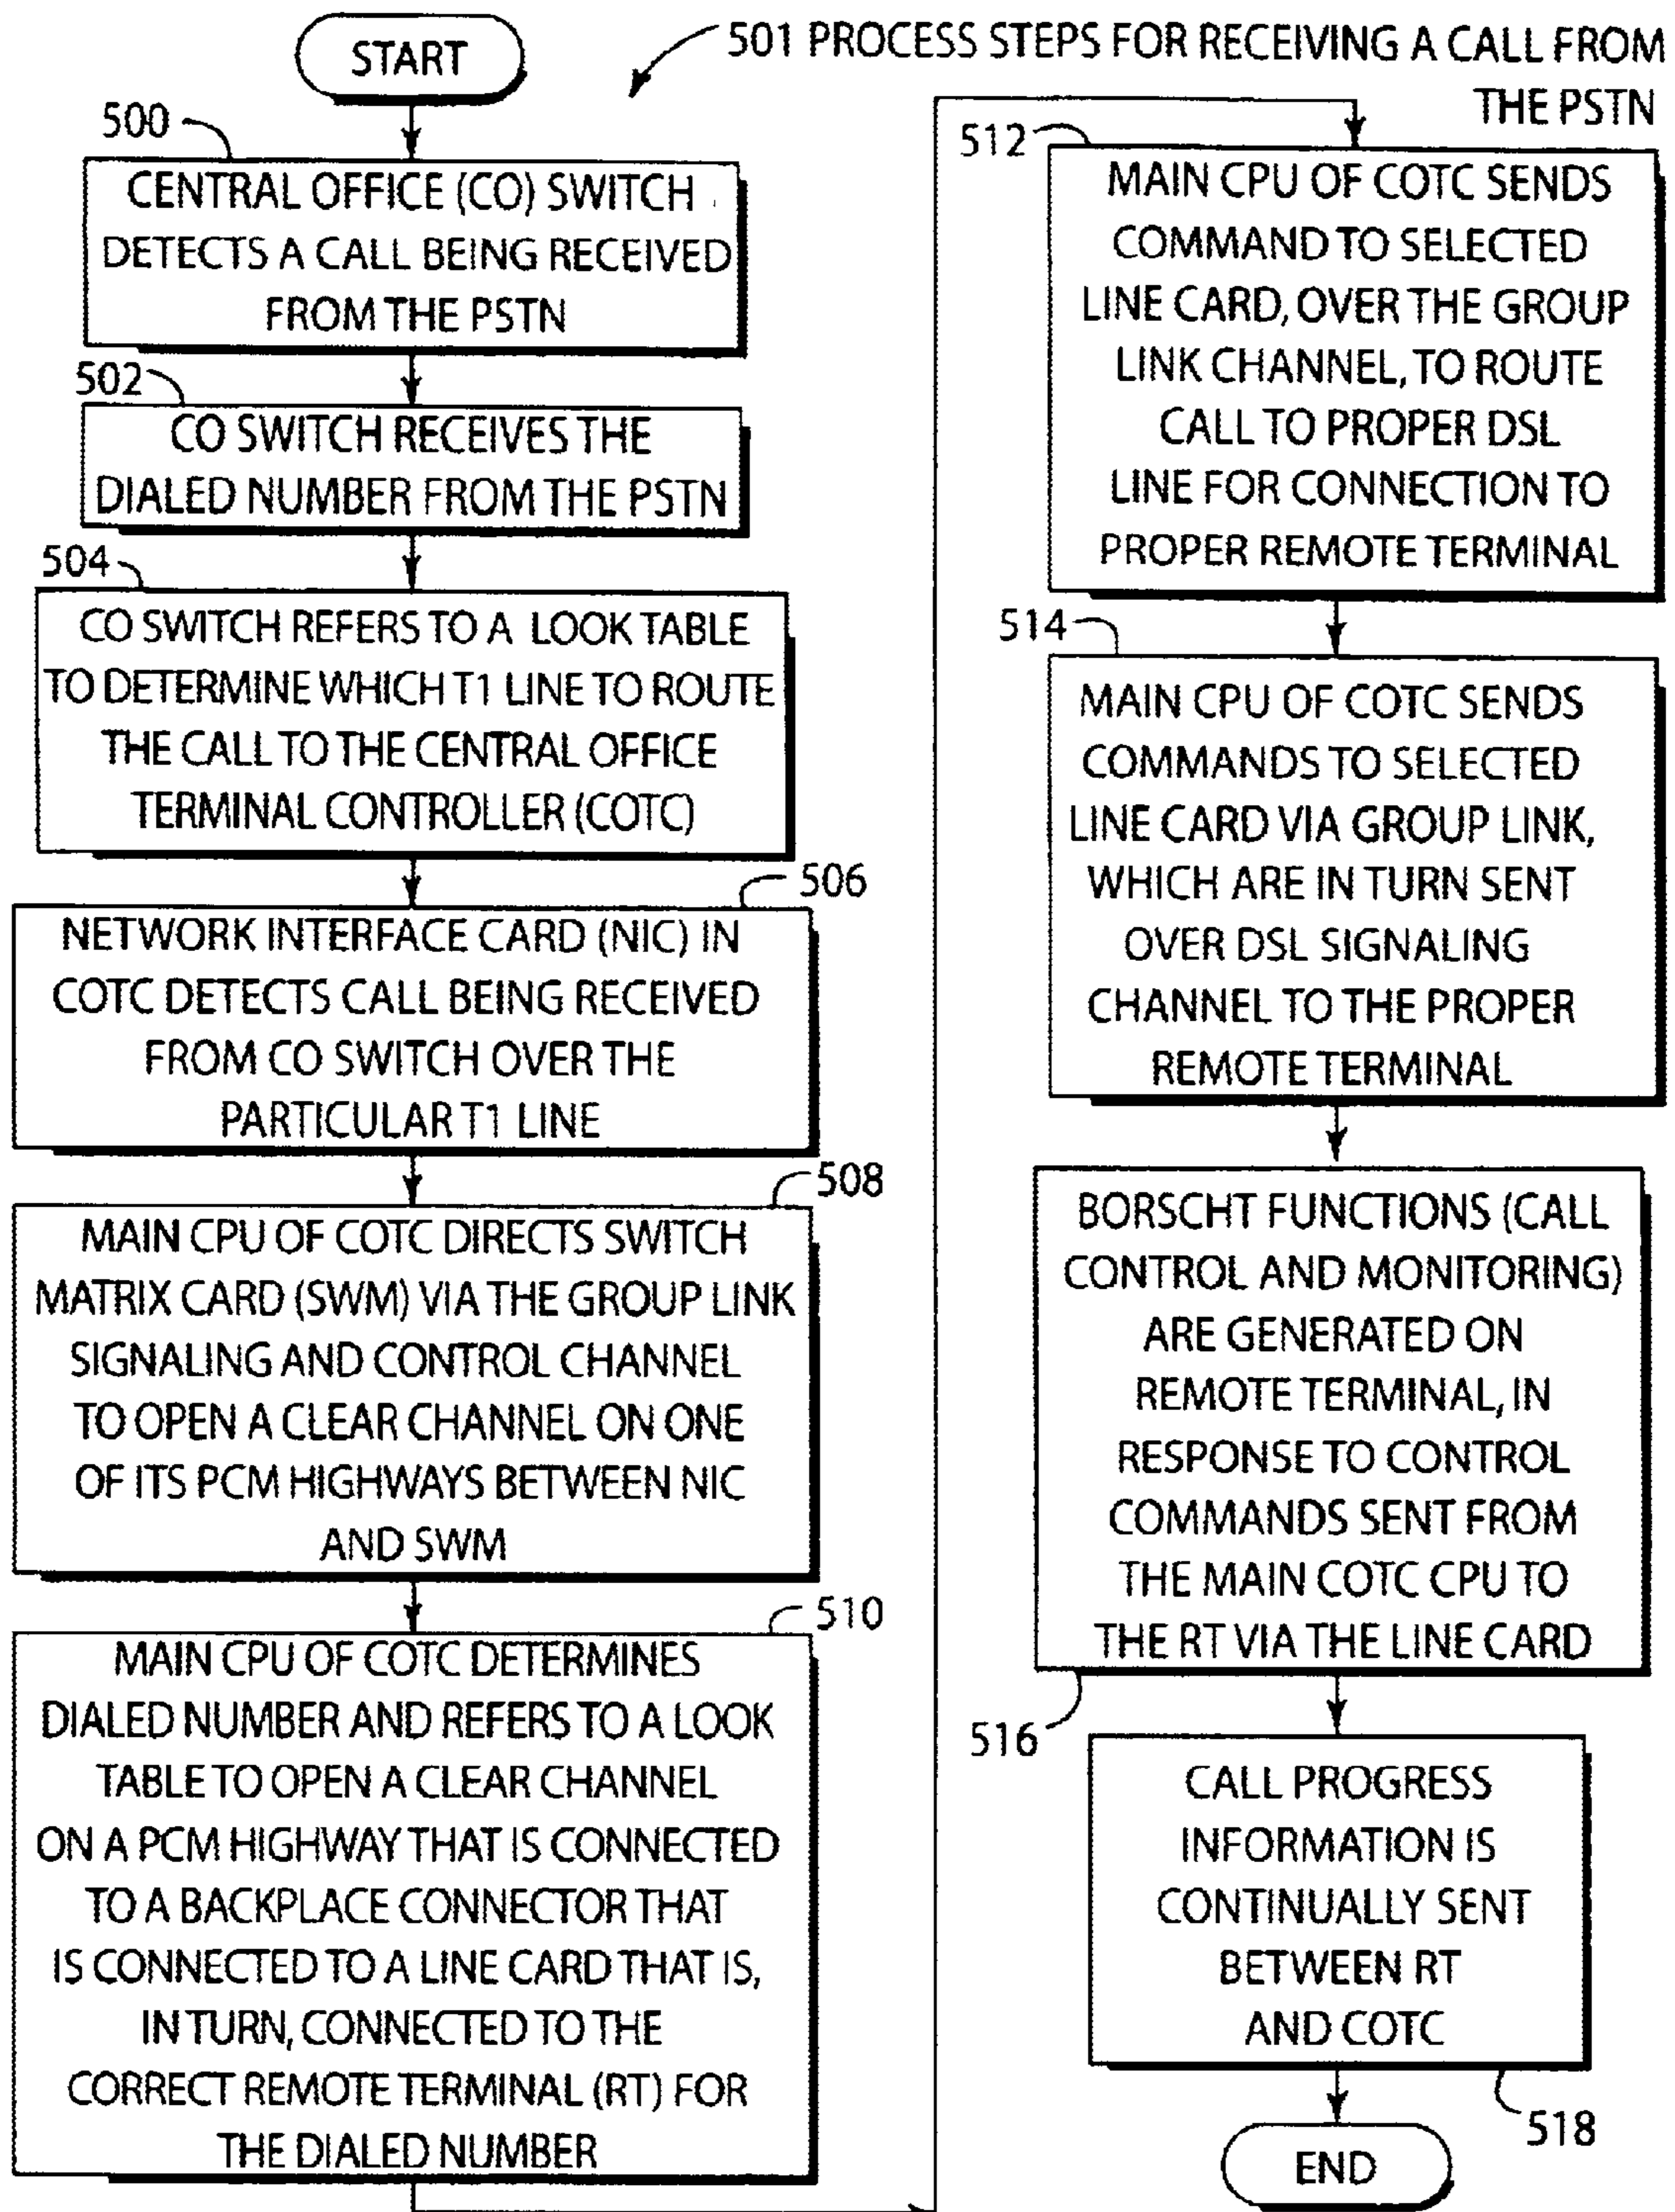 START
501 PROCESS STEPS FOR RECEIVING A CALL FROM
THE PSTN
500
CENTRAL OFFICE (CO) SWITCH
DETECTS A CALL BEING RECEIVED
FROM THE PSTN
502
CO SWITCH RECEIVES THE
DIALED NUMBER FROM THE PSTN
504
CO SWITCH REFERS TO A LOOK TABLE
TO DETERMINE WHICH T1 LINE TO ROUTE
THE CALL TO THE CENTRAL OFFICE
TERMINAL CONTROLLER (COTC)
506
NETWORK INTERFACE CARD (NIC) IN
COTC DETECTS CALL BEING RECEIVED
FROM CO SWITCH OVER THE
PARTICULAR T1 LINE
508
MAIN CPU OF COTC DIRECTS SWITCH
MATRIX CARD (SWM) VIA THE GROUP LINK
SIGNALING AND CONTROL CHANNEL
TO OPEN A CLEAR CHANNEL ON ONE
OF ITS PCM HIGHWAYS BETWEEN NIC
AND SWM
510
MAIN CPU OF COTC DETERMINES
DIALED NUMBER AND REFERS TO A LOOK
TABLE TO OPEN A CLEAR CHANNEL
ON A PCM HIGHWAY THAT IS CONNECTED
TO A BACKPLACE CONNECTOR THAT
IS CONNECTED TO A LINE CARD THAT IS,
IN TURN, CONNECTED TO THE
CORRECT REMOTE TERMINAL (RT) FOR
THE DIALED NUMBER
512
MAIN CPU OF COTC SENDS
COMMAND TO SELECTED
LINE CARD, OVER THE GROUP
LINK CHANNEL, TO ROUTE
CALL TO PROPER DSL
LINE FOR CONNECTION TO
PROPER REMOTE TERMINAL
514
MAIN CPU OF COTC SENDS
COMMANDS TO SELECTED
LINE CARD VIA GROUP LINK,
WHICH ARE IN TURN SENT
OVER DSL SIGNALING
CHANNEL TO THE PROPER
REMOTE TERMINAL
BORSCHT FUNCTIONS (CALL
CONTROL AND MONITORING)
ARE GENERATED ON
REMOTE TERMINAL, IN
RESPONSE TO CONTROL
COMMANDS SENT FROM
THE MAIN COTC CPU TO
THE RT VIA THE LINE CARD
516
CALL PROGRESS
INFORMATION IS
CONTINUALLY SENT
BETWEEN RT
AND COTC
518
END